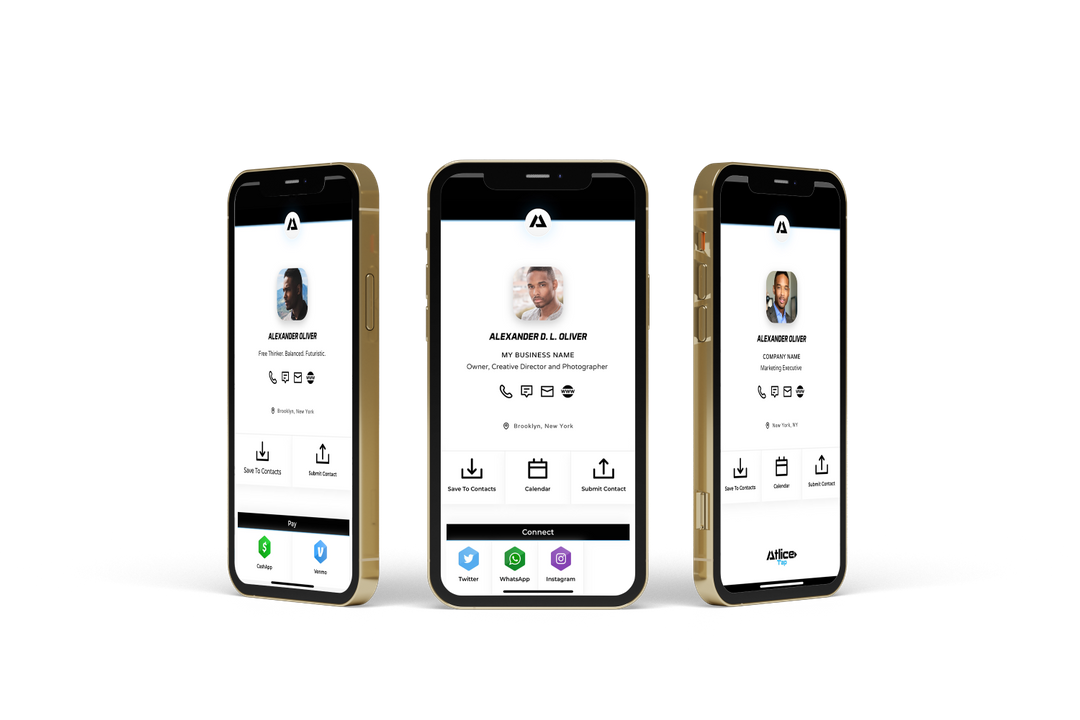 ALEXANDER OLIVER
Free Thinker. Balanced. Futuristic.
WWW
Brooklyn, New York
Save To Contacts
Submit Contact
Pay
$
CashApp
V
Venmo
ALEXANDER D. L. OLIVER
MY BUSINESS NAME
Owner, Creative Director and Photographer
WWW
Brooklyn, New York
Save To Contacts
Calendar
Submit Contact
Connect
Twitter
WhatsApp
Instagram
ALEXANDER OLIVER
COMPANY NAME
Marketing Executive
WWW
New York, NY
Save To Contacts
Calendar
Submit Contact
Attice
Tap